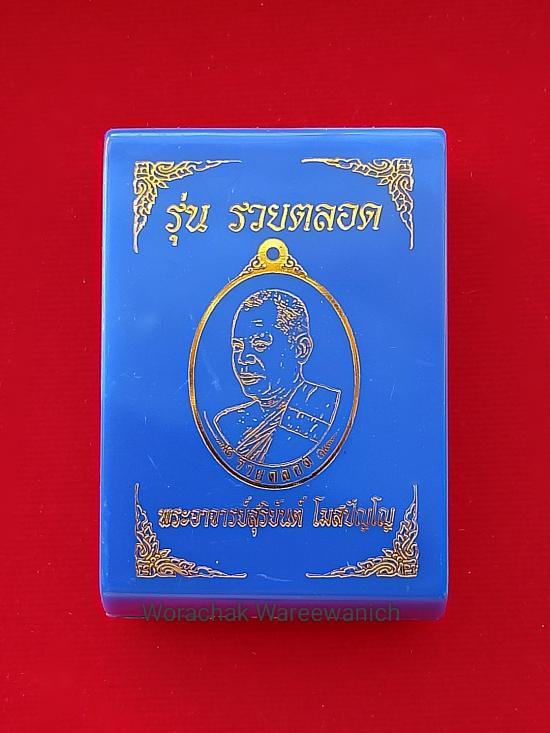 รุ่น รวยตลอด
รวยตลอด
พระอาจารย์สุริยันต์ โฆสปัญโญ
Worachak Wareewanich